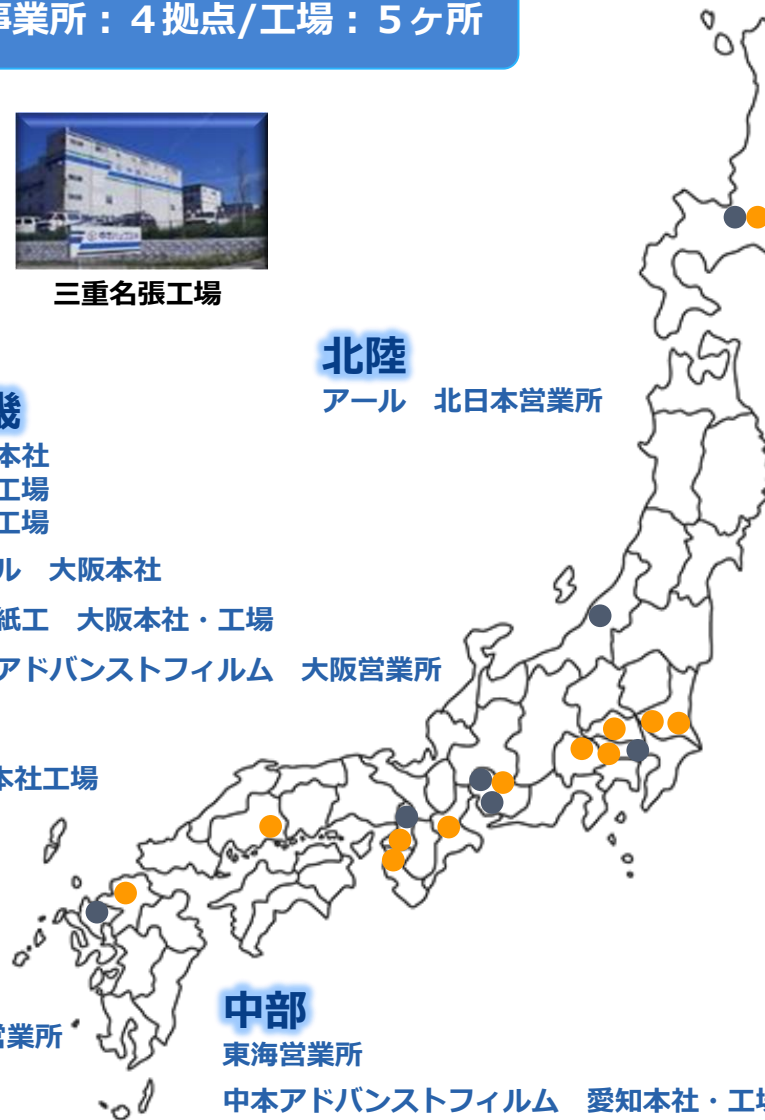 事業所：４拠点/工場：５ヶ所
三重名張工場
北陸
アール　北日本営業所
畿
本社
工場
工場
ル　大阪本社
紙工　大阪本社・工場
アドバンストフィルム　大阪営業所
本社工場
営業所
中部
東海営業所
中本アドバンストフィルム　愛知本社・工場